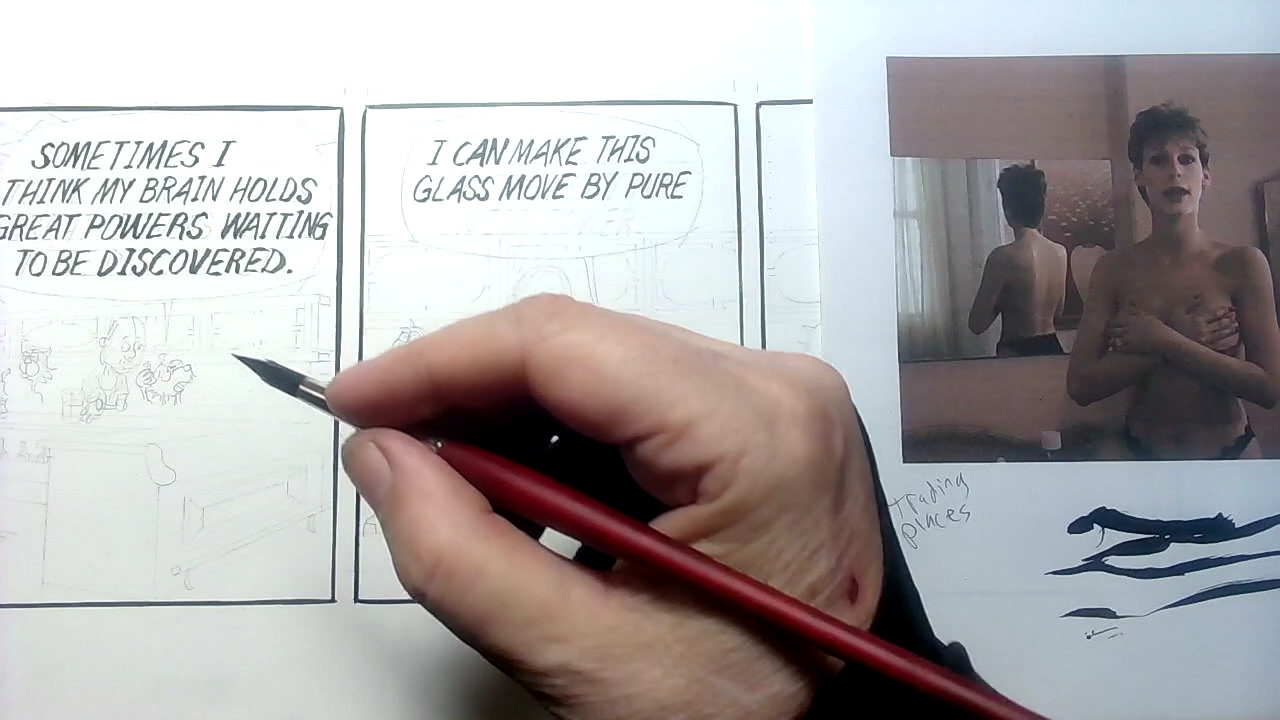 SOMETIMES I
THINK MY BRAIN HOLDS
GREAT POWERS WAITING
TO BE DISCOVERED.
I CAN MAKE THIS
GLASS MOVE BY PURE
POWER
trading
places